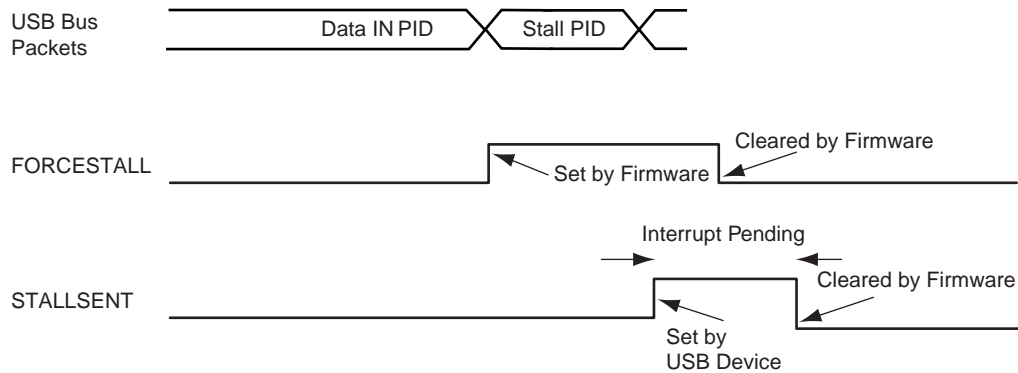 USB Bus
Packets
Data IN PID
Stall PID
FORCESTALL
Set by Firmware
Cleared by Firmware
Interrupt Pending
STALLSENT
Set by
USB Device
Cleared by Firmware